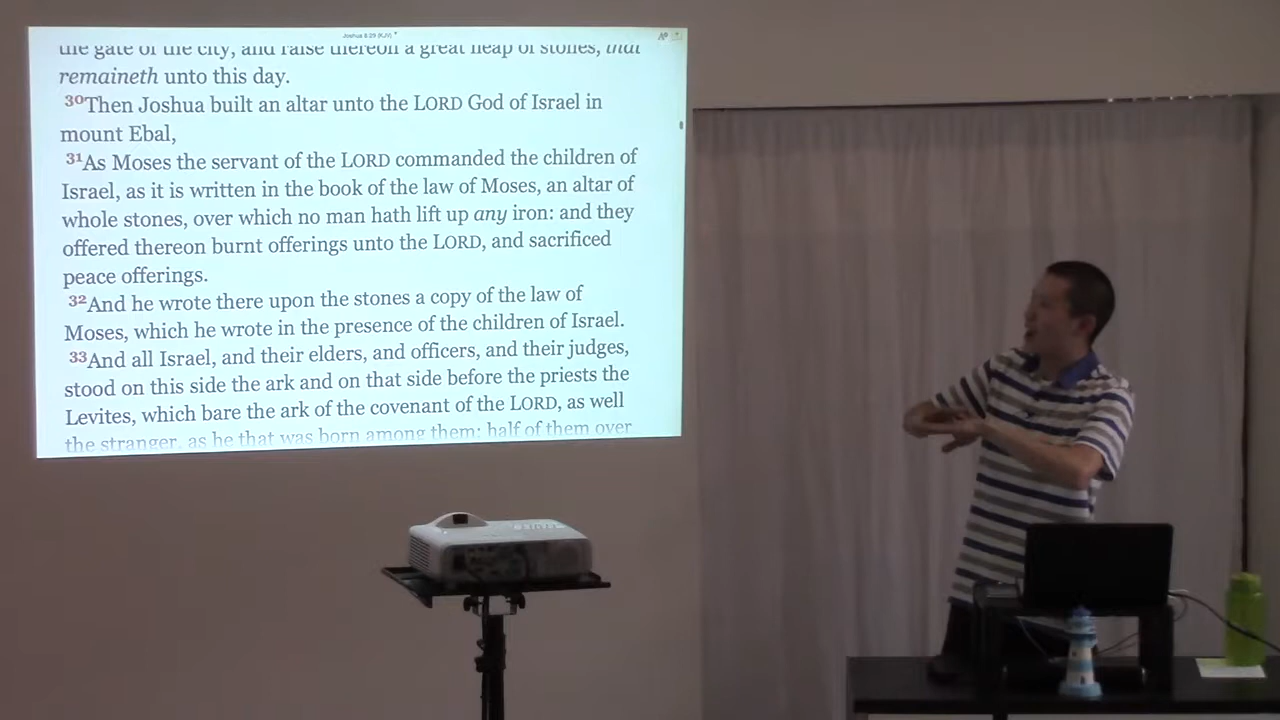 Joshua 8:29 (KJV)
the gate of the city, and raise thereon a great heap of stones, that
remaineth unto this day.
30Then Joshua built an altar unto the LORD God of Israel in
mount Ebal,
31As Moses the servant of the LORD commanded the children of
Israel, as it is written in the book of the law of Moses, an altar of
whole stones, over which no man hath lift up any iron: and they
offered thereon burnt offerings unto the LORD, and sacrificed
peace offerings.
32And he wrote there upon the stones a copy of the law of
Moses, which he wrote in the presence of the children of Israel.
33And all Israel, and their elders, and officers, and their judges,
stood on this side the ark and on that side before the priests the
Levites, which bare the ark of the covenant of the LORD, as well
the stranger, as he that was born among them; half of them over